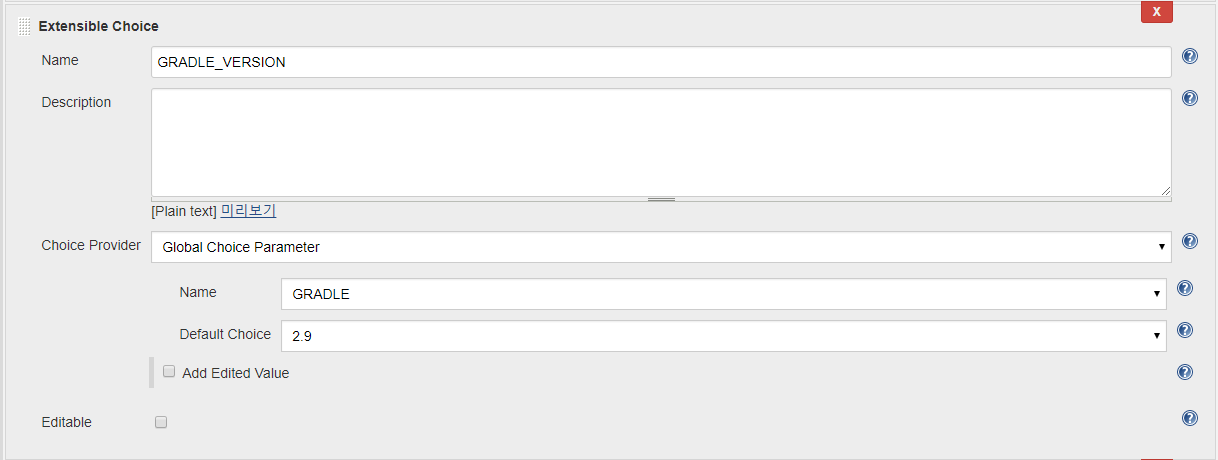 X
Extensible Choice
Name
GRADLE_VERSION
Description
[Plain text] 미리보기
Choice Provider
Global Choice Parameter
Name
GRADLE
Default Choice
2.9
Add Edited Value
Editable